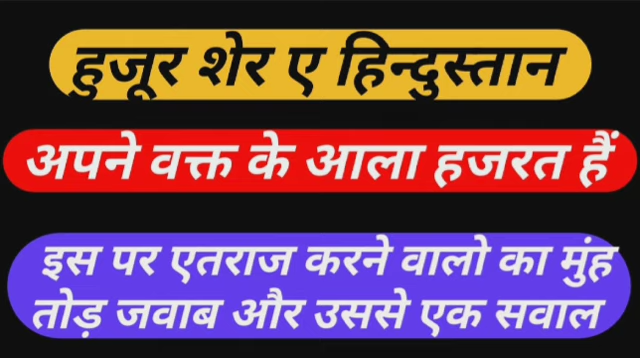 हुजूर शेर ए हिन्दुस्तान
अपने वक्त के आला हजरत हैं
इस पर एतराज करने वालो का मुंह
तोड़ जवाब और उससे एक सवाल